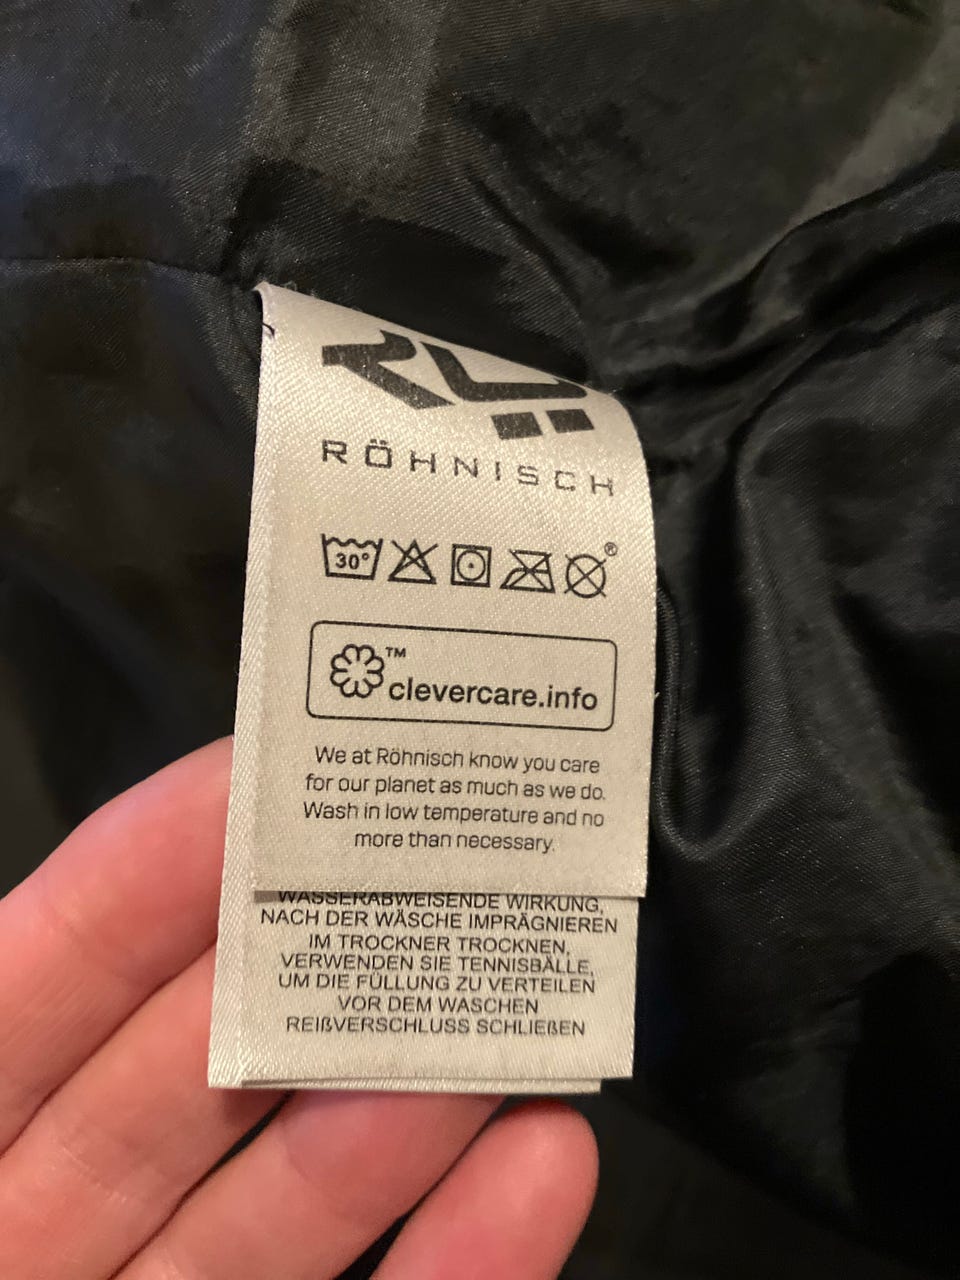 RÖHNISCH
30°
®
™
clevercare.info
We at Röhnisch know you care
for our planet as much as we do.
Wash in low temperature and no
more than necessary.
WASSERABWEISENDE WIRKUNG,
NACH DER WÄSCHE IMPRÄGNIEREN
IM TROCKNER TROCKNEN,
VERWENDEN SIE TENNISBÄLLE,
UM DIE FÜLLUNG ZU VERTEILEN
VOR DEM WASCHEN
REIßVERSCHLUSS SCHLIEßEN